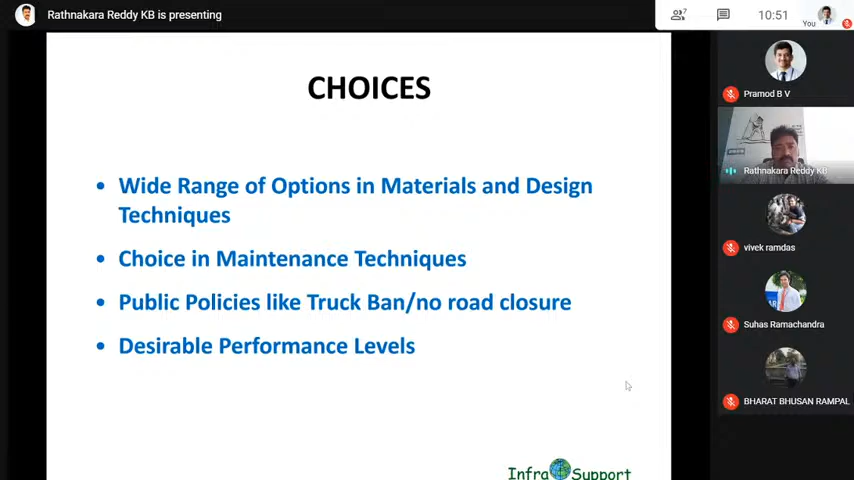 Rathnakara Reddy KB is presenting
7
10:51
You
CHOICES
• Wide Range of Options in Materials and Design
Techniques
• Choice in Maintenance Techniques
• Public Policies like Truck Ban/no road closure
• Desirable Performance Levels
Infra Support
Pramod B V
Rathnakara Reddy KB
vivek ramdas
Suhas Ramachandra
BHARAT BHUSAN RAMPAL